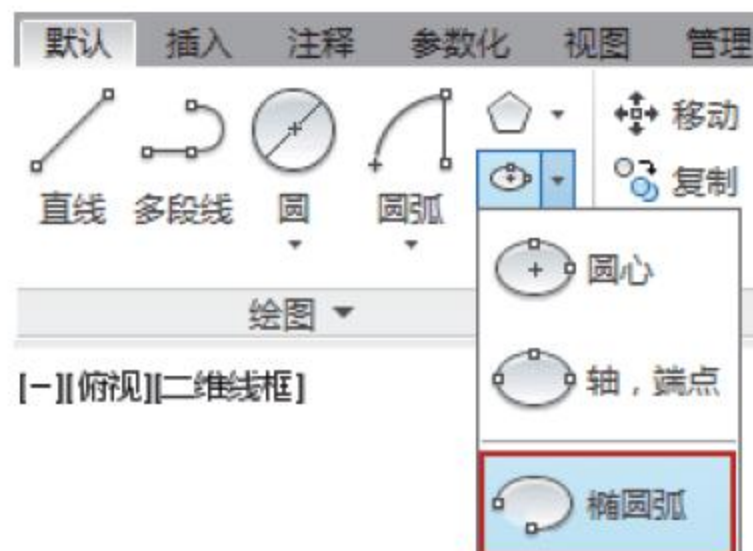 默认 插入 注释 参数化 视图 管理
移动
直线 多段线 圆 圆弧 复制
圆心
绘图
[-][俯视][二维线框]
轴，端点
椭圆弧